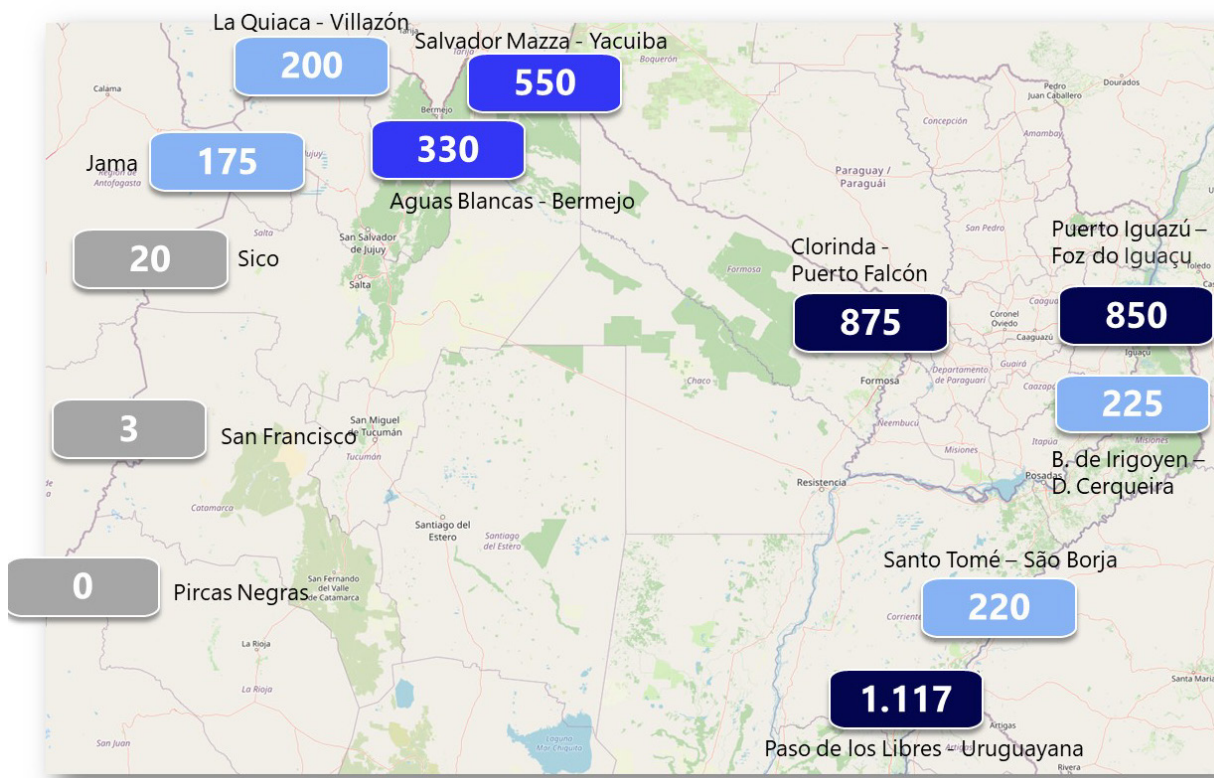 La Quiaca - Villazón
200
Salvador Mazza - Yacuiba
550
Tarija
Tarija
Boquerón
Calama
Dourados
Pedro
Juan Caballero
Bermejo
Concepción
Amambay
330
Aguas Blancas - Bermejo
Jama
175
Jujuy
Región de
Antofagasta
Paraguay /
Paraguái
San Pedro
20
Sico
Salta
San Salvador
de Jujuy
Salta
Clorinda -
Puerto Falcón
875
Formosa
Puerto Iguazú –
Foz do Iguaçu
Toledo
850
Coronel
Oviedo
Caaguazú
Iguaçu
Guairá
Departamento
de Paraguarí
Formosa
Chaco
Ñeembucú
Misiones
Itapúa
225
Misiones
B. de Irigoyen –
D. Cerqueira
Posadas
3
San Francisco
San Miguel
de Tucumán
Tucumán
Resistencia
Catamarca
Santiago del
Estero
Santiago
del Estero
0
Pircas Negras
San Fernando
del Valle
de Catamarca
Santo Tomé – São Borja
220
La Rioja
La Rioja
Santa Maria
1.117
Paso de los Libres - Uruguayana
Artigas
Artigas
Rivera
San Juan
Laguna
Mar Chiquita